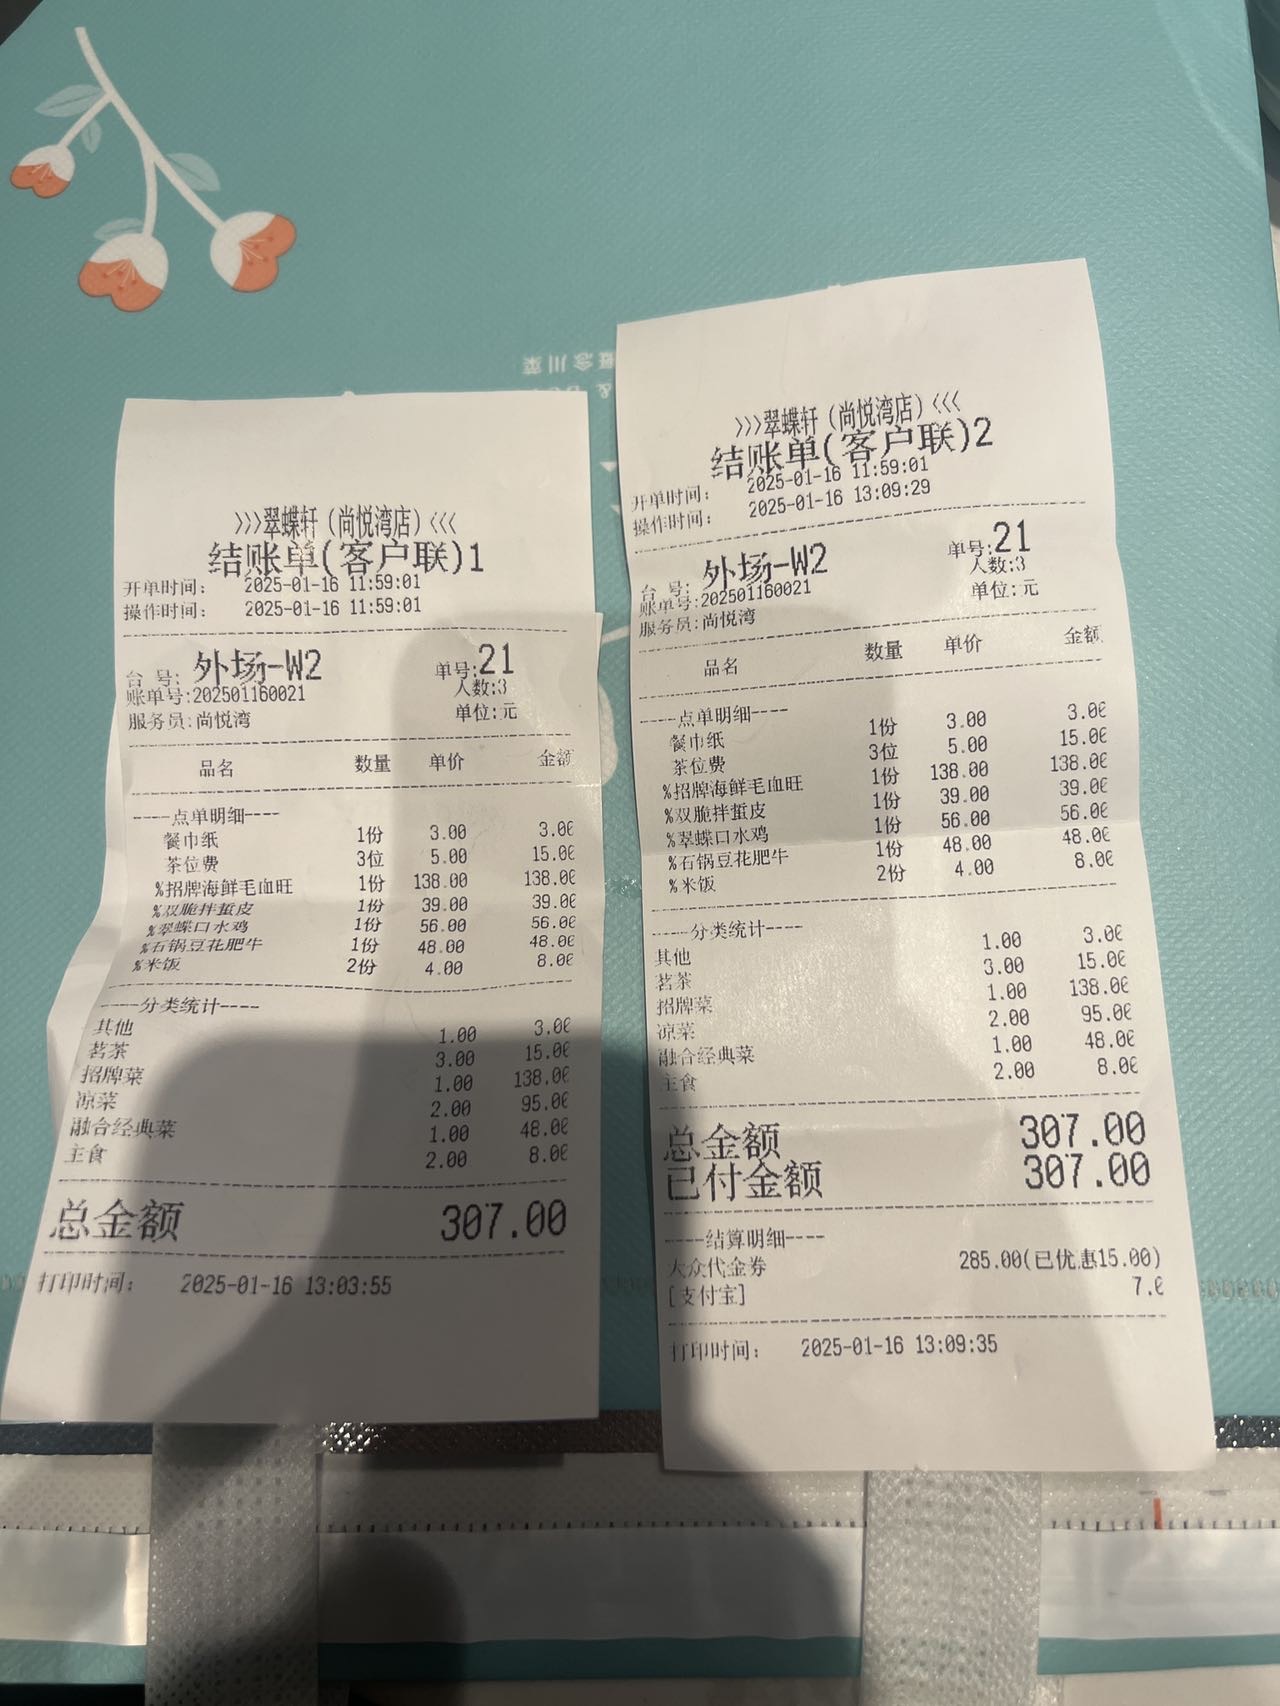 概念川菜
>>>翠蝶轩（尚悦湾店）<<<
结账单(客户联)1
开单时间： 2025-01-16 11:59:01
操作时间： 2025-01-16 11:59:01
台 号: 外场-W2 单号:21
账单号:202501160021 人数:3
服务员:尚悦湾 单位:元
品名 数量 单价 金额
----点单明细----
餐巾纸 1份 3.00 3.00
茶位费 3位 5.00 15.00
%招牌海鲜毛血旺 1份 138.00 138.00
%双脆拌蜇皮 1份 39.00 39.00
%翠蝶口水鸡 1份 56.00 56.00
%石锅豆花肥牛 1份 48.00 48.00
%米饭 2份 4.00 8.00
----分类统计----
其他 1.00 3.00
茗茶 3.00 15.00
招牌菜 1.00 138.00
凉菜 2.00 95.00
融合经典菜 1.00 48.00
主食 2.00 8.00
总金额 307.00
打印时间： 2025-01-16 13:03:55
>>>翠蝶轩（尚悦湾店）<<<
结账单(客户联)2
开单时间： 2025-01-16 11:59:01
操作时间： 2025-01-16 13:09:29
台 号: 外场-W2 单号:21
账单号:202501160021 人数:3
服务员:尚悦湾 单位:元
品名 数量 单价 金额
----点单明细----
餐巾纸 1份 3.00 3.00
茶位费 3位 5.00 15.00
%招牌海鲜毛血旺 1份 138.00 138.00
%双脆拌蜇皮 1份 39.00 39.00
%翠蝶口水鸡 1份 56.00 56.00
%石锅豆花肥牛 1份 48.00 48.00
%米饭 2份 4.00 8.00
----分类统计----
其他 1.00 3.00
茗茶 3.00 15.00
招牌菜 1.00 138.00
凉菜 2.00 95.00
融合经典菜 1.00 48.00
主食 2.00 8.00
总金额 307.00
已付金额 307.00
----结算明细----
大众代金券 285.00(已优惠15.00)
[支付宝] 7.0
打印时间： 2025-01-16 13:09:35